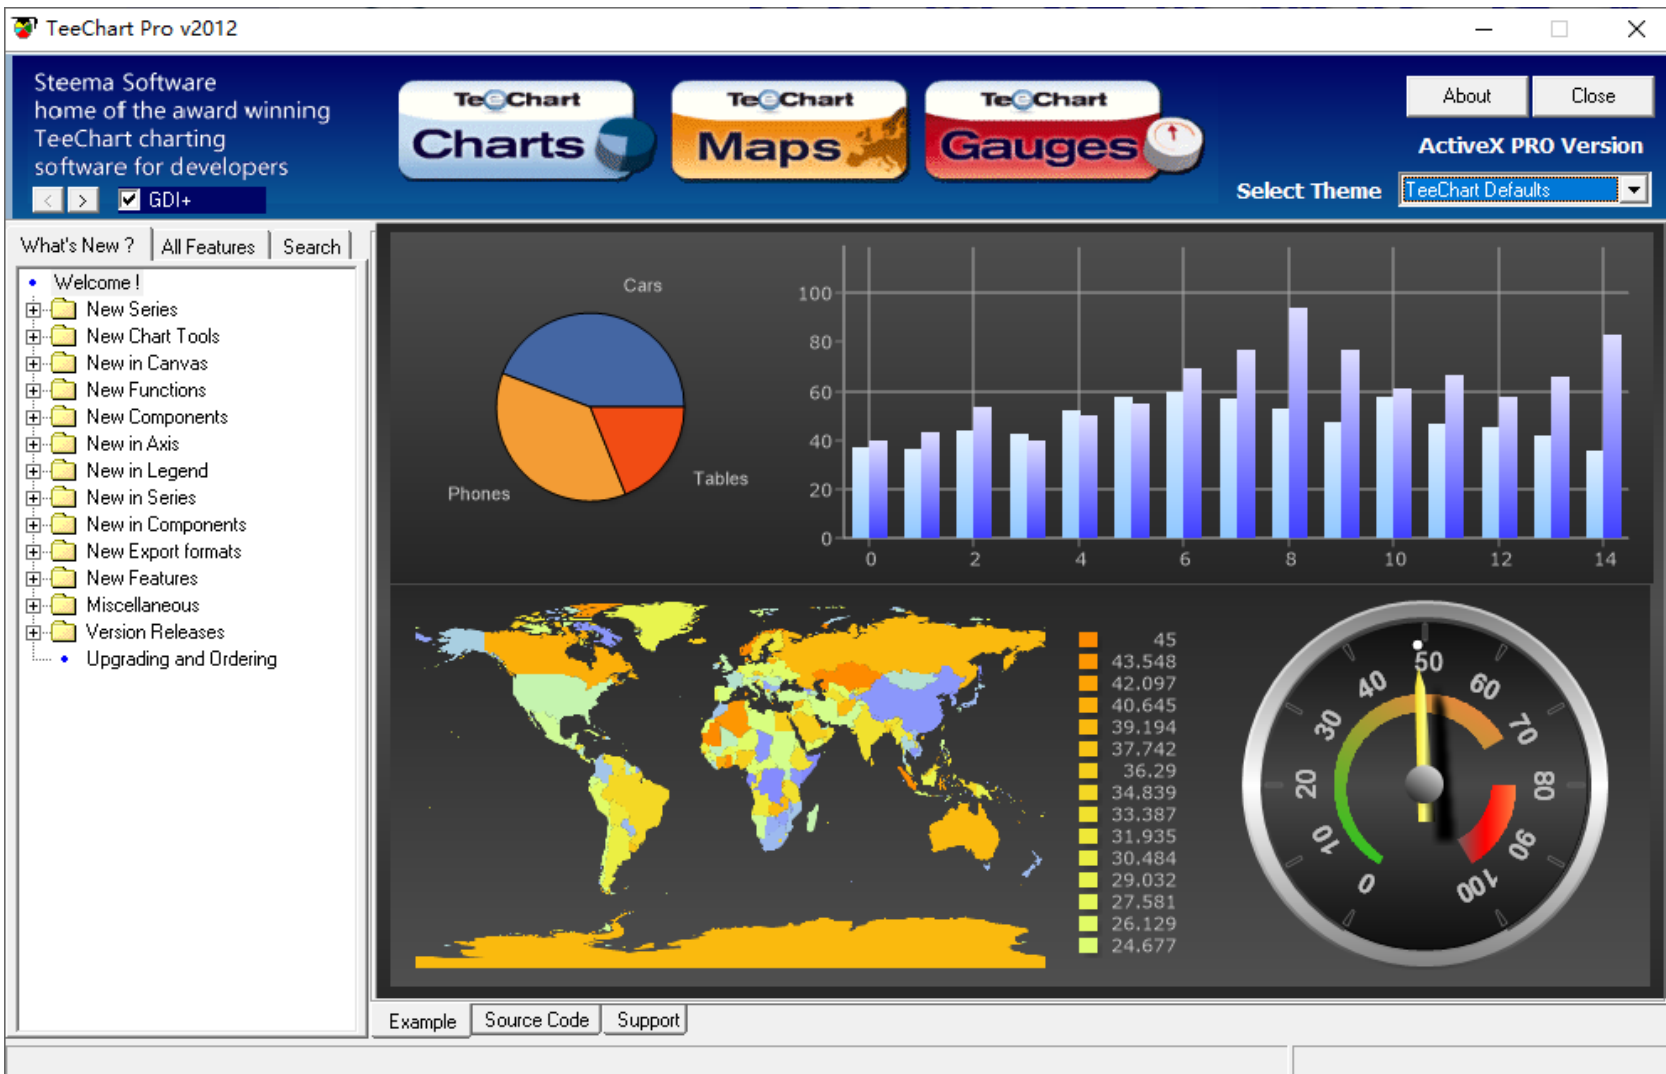 TeeChart Pro v2012
Steema Software
home of the award winning
TeeChart charting
software for developers
< > GDI+
TeeChart
Charts
TeeChart
Maps
TeeChart
Gauges
About Close
ActiveX PRO Version
Select Theme TeeChart Defaults
What's New ? All Features Search
Welcome !
New Series
New Chart Tools
New in Canvas
New Functions
New Components
New in Axis
New in Legend
New in Series
New in Components
New Export formats
New Features
Miscellaneous
Version Releases
Upgrading and Ordering
Cars
Phones
Tables
100
80
60
40
20
0
0 2 4 6 8 10 12 14
45
43.548
42.097
40.645
39.194
37.742
36.29
34.839
33.387
31.935
30.484
29.032
27.581
26.129
24.677
0
10
20
30
40
50
60
70
80
90
100
Example Source Code Support